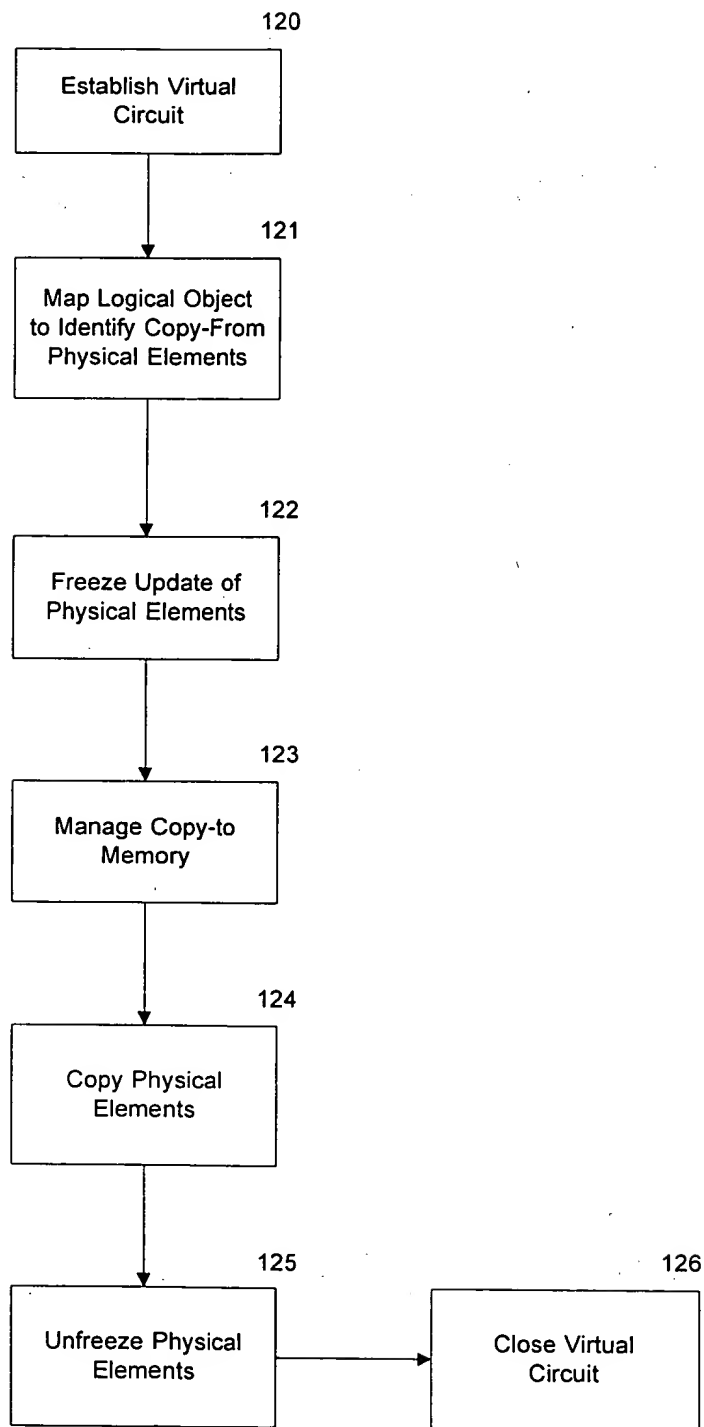 120
Establish Virtual
Circuit
121
Map Logical Object
to Identify Copy-From
Physical Elements
122
Freeze Update of
Physical Elements
123
Manage Copy-to
Memory
124
Copy Physical
Elements
125
Unfreeze Physical
Elements
126
Close Virtual
Circuit